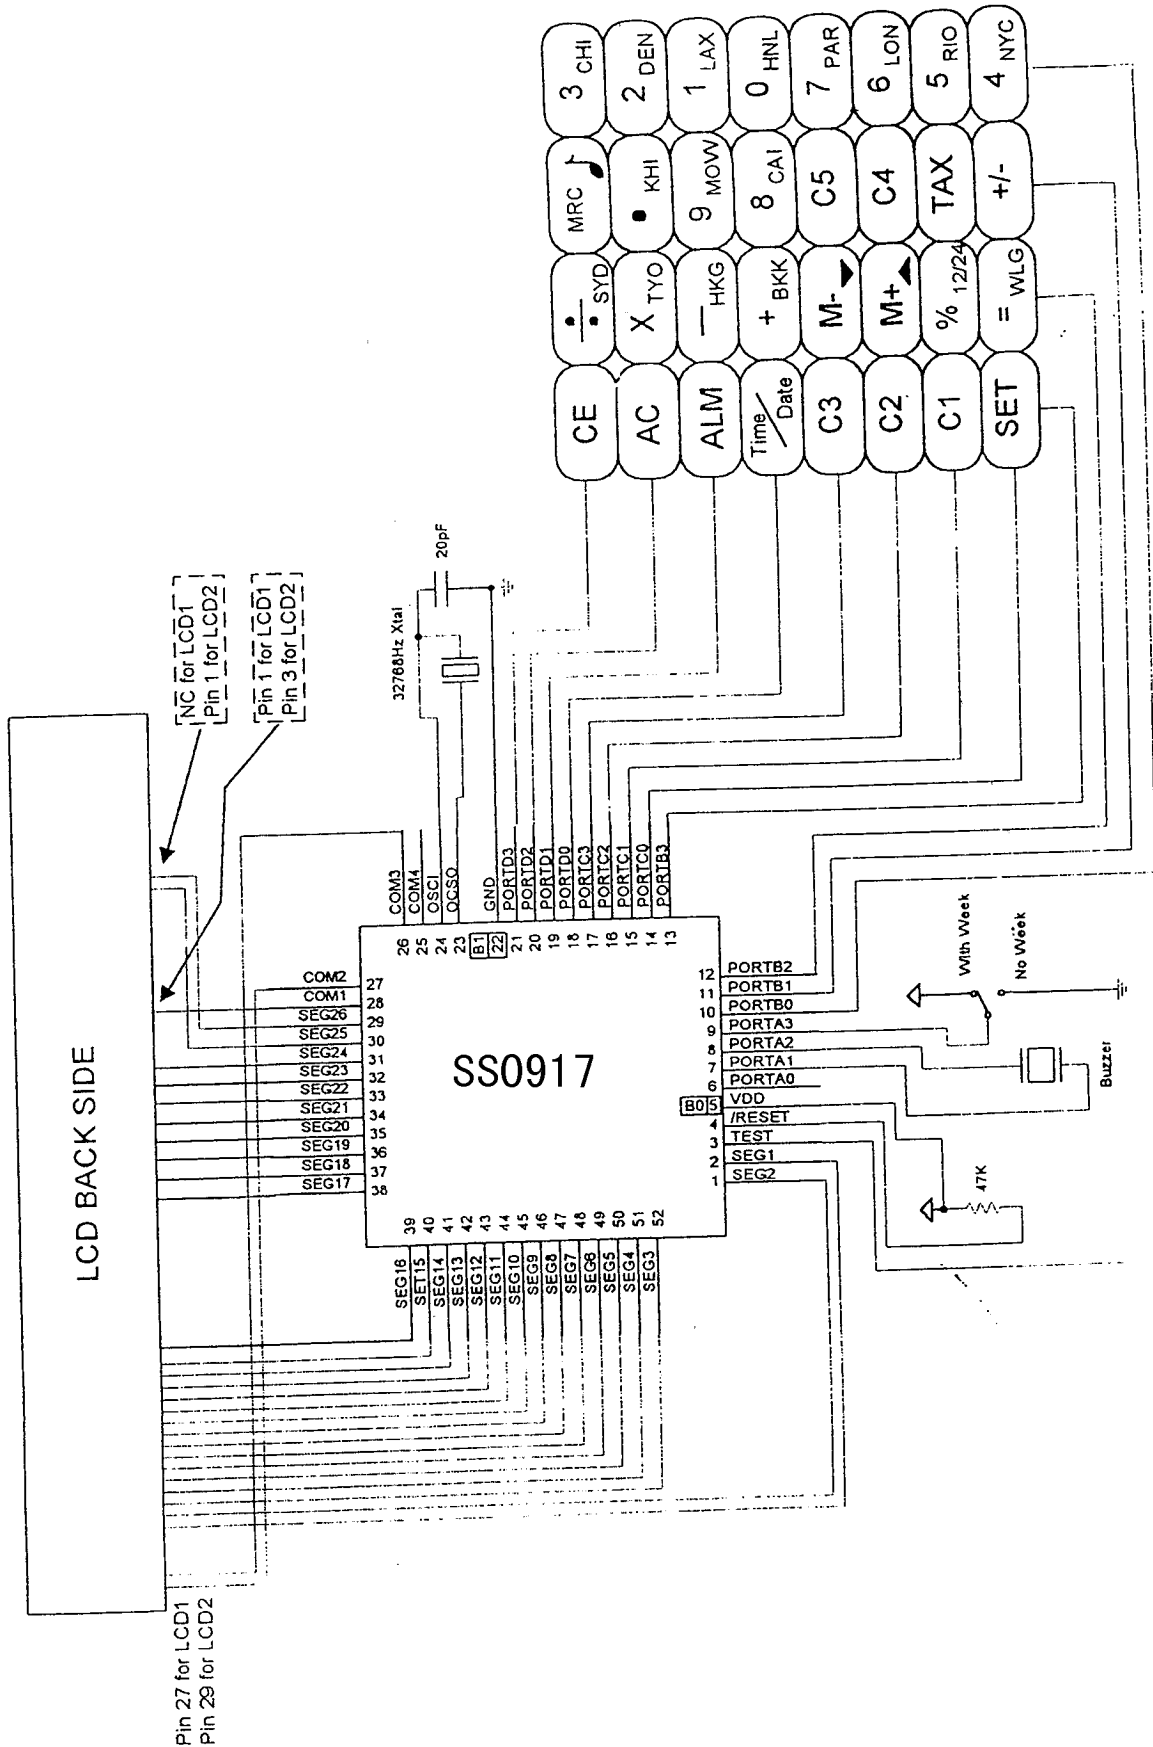 LCD BACK SIDE
NC for LCD1
Pin 1 for LCD2
Pin 1 for LCD1
Pin 3 for LCD2
Pin 27 for LCD1
Pin 29 for LCD2
32768Hz Xtal
20pF
SS0917
COM3
COM4
OSCI
OCSO
GND
PORTD3
PORTD2
PORTD1
PORTD0
PORTC3
PORTC2
PORTC1
PORTC0
PORTB3
26
25
24
23
B1 22
21
20
19
18
17
16
15
14
13
COM2 27
COM1 28
SEG26 29
SEG25 30
SEG24 31
SEG23 32
SEG22 33
SEG21 34
SEG20 35
SEG19 36
SEG18 37
SEG17 38
12 PORTB2
11 PORTB1
10 PORTB0
9 PORTA3
8 PORTA2
7 PORTA1
6 PORTA0
B0 5 VDD
4 /RESET
3 TEST
2 SEG1
1 SEG2
39
40
41
42
43
44
45
46
47
48
49
50
51
52
SEG16
SET15
SEG14
SEG13
SEG12
SEG11
SEG10
SEG9
SEG8
SEG7
SEG6
SEG5
SEG4
SEG3
With Week
No Week
Buzzer
47K
CE
÷ SYD
MRC ♪
3 CHI
AC
X TYO
• KHI
2 DEN
ALM
— HKG
9 MOW
1 LAX
Time/Date
+ BKK
8 CAI
0 HNL
C3
M- ▼
C5
7 PAR
C2
M+ ▲
C4
6 LON
C1
% 12/24
TAX
5 RIO
SET
= WLG
+/-
4 NYC